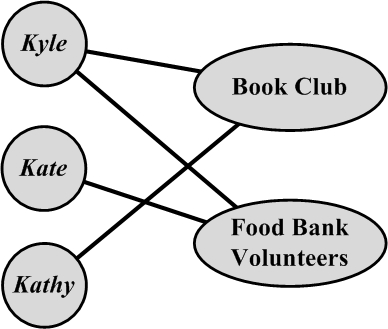 Kyle
Book Club
Kate
Food Bank
Volunteers
Kathy